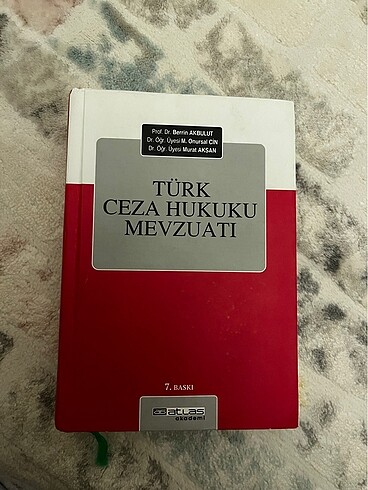 Prof. Dr. Berrin AKBULUT
Dr. Öğr. Üyesi M. Onursal CİN
Dr. Öğr. Üyesi Murat AKSAN
TÜRK
CEZA HUKUKU
MEVZUATI
7. BASKI
atlas
akademi